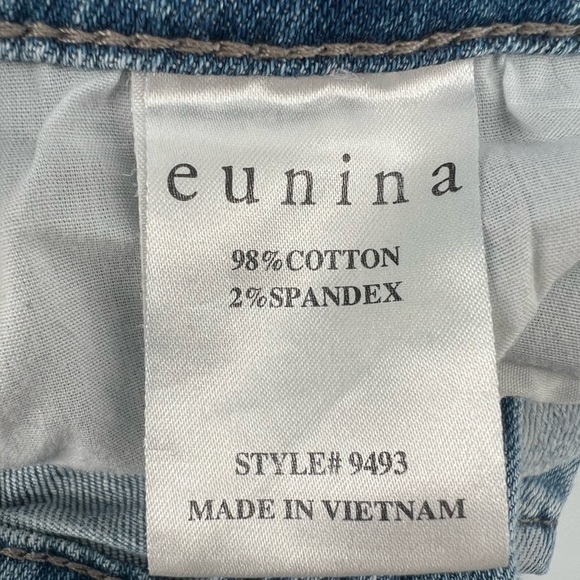 eunina
98%COTTON
2%SPANDEX
STYLE# 9493
MADE IN VIETNAM